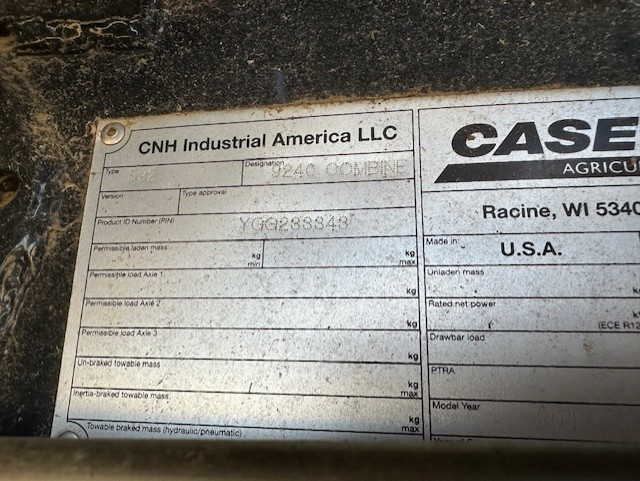 CNH Industrial America LLC
Type
Designation
9240 COMBINE
Version
Type approval
Product ID Number (PIN)
Permissible laden mass
kg
min
kg
max
Permissible load Axle 1
kg
Permissible load Axle 2
kg
Permissible load Axle 3
kg
Un-braked towable mass
kg
max
Inertia-braked towable mass
kg
max
Towable braked mass (hydraulic/pneumatic)
CASE
AGRICU
Racine, WI 5340
Made in:
U.S.A.
Unladen mass
Rated net power
(ECE R12
Drawbar load
PTRA
Model Year